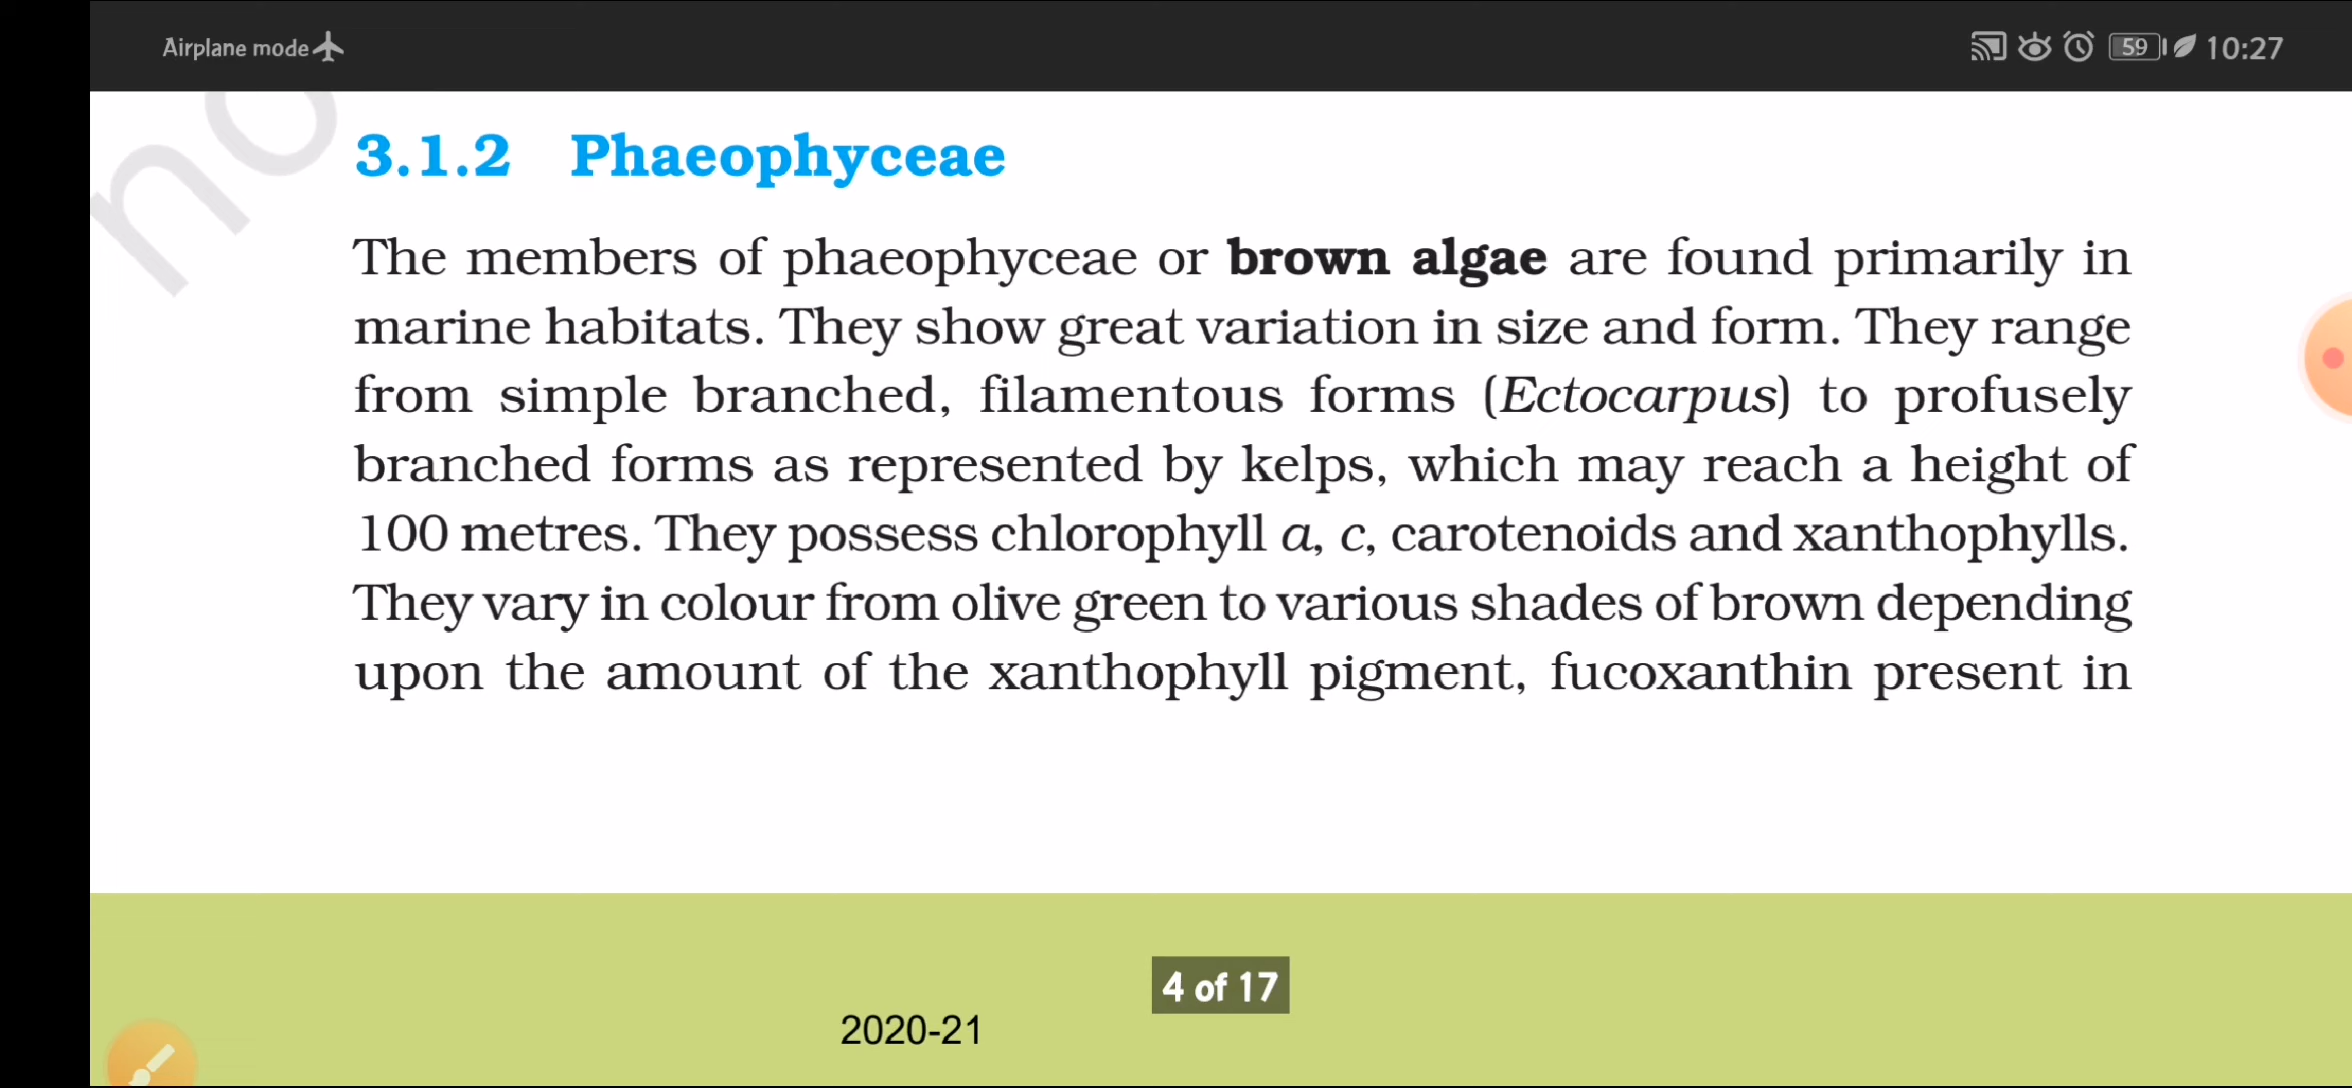 Airplane mode
59 10:27
no
3.1.2 Phaeophyceae
The members of phaeophyceae or brown algae are found primarily in
marine habitats. They show great variation in size and form. They range
from simple branched, filamentous forms (Ectocarpus) to profusely
branched forms as represented by kelps, which may reach a height of
100 metres. They possess chlorophyll a, c, carotenoids and xanthophylls.
They vary in colour from olive green to various shades of brown depending
upon the amount of the xanthophyll pigment, fucoxanthin present in
4 of 17
2020-21